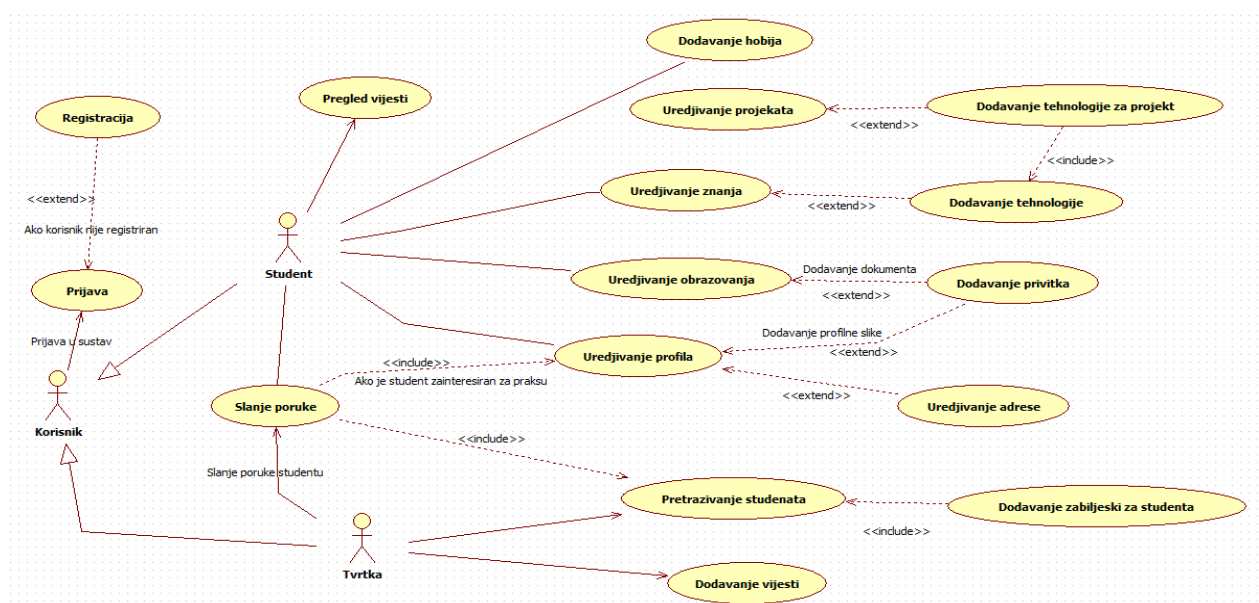 Dodavanje hobija
Pregled vijesti
Uredjivanje projekata
Dodavanje tehnologije za projekt
Registracija
<<extend>>
<<include>>
Uredjivanje znanja
Dodavanje tehnologije
<<extend>>
<<extend>>
Ako korisnik nije registriran
Student
Dodavanje dokumenta
Uredjivanje obrazovanja
Dodavanje privitka
Prijava
<<extend>>
Dodavanje profilne slike
Prijava u sustav
Uredjivanje profila
<<extend>>
<<include>>
Ako je student zainteresiran za praksu
<<extend>>
Slanje poruke
Uredjivanje adrese
Korisnik
<<include>>
Slanje poruke studentu
Pretrazivanje studenata
Dodavanje zabiljeski za studenta
<<include>>
Tvrtka
Dodavanje vijesti